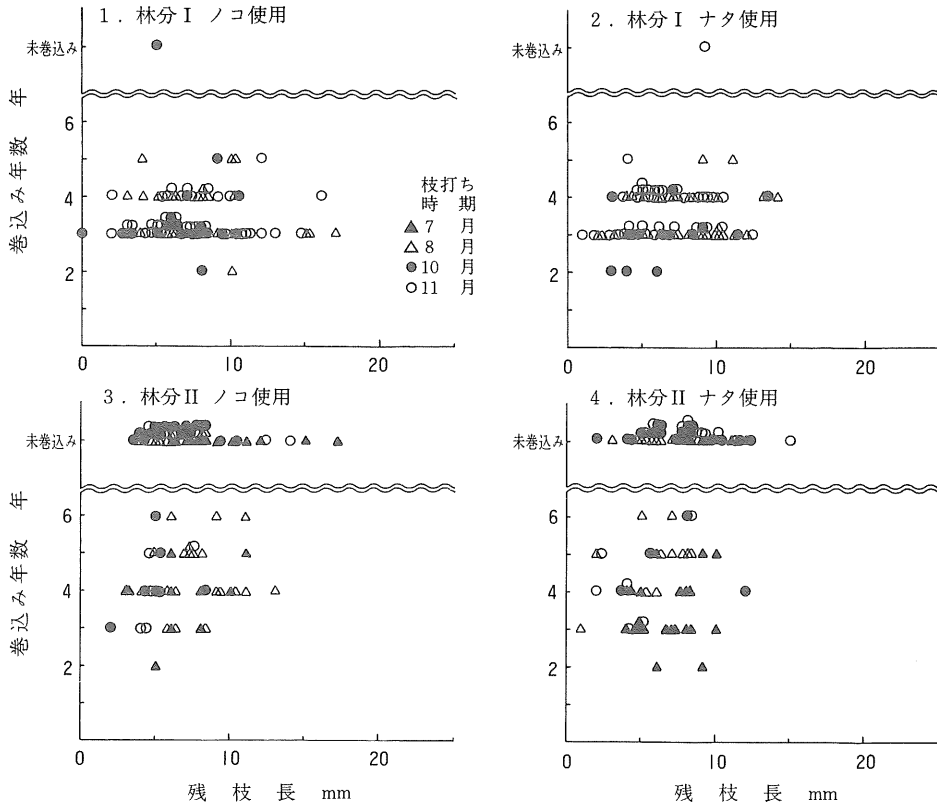 1．林分I ノコ使用
未巻込み
巻込み年数 年
6
4
2
0
10
20
枝打ち
時 期
7 月
8 月
10 月
11 月
2．林分I ナタ使用
未巻込み
6
4
2
0
10
20
3．林分II ノコ使用
未巻込み
巻込み年数 年
6
4
2
0
10
20
残 枝 長 mm
4．林分II ナタ使用
未巻込み
6
4
2
0
10
20
残 枝 長 mm